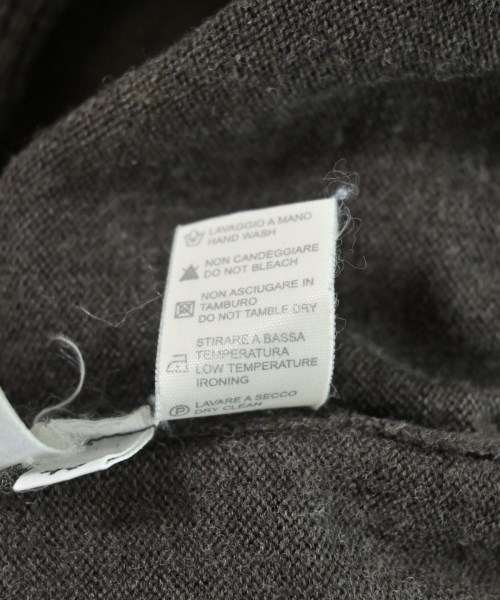 LAVAGGIO A MANO
HAND WASH
NON CANDEGGIARE
DO NOT BLEACH
NON ASCIUGARE IN
TAMBURO
DO NOT TAMBLE DRY
STIRARE A BASSA
TEMPERATURA
LOW TEMPERATURE
IRONING
P LAVARE A SECCO
DRY CLEAN